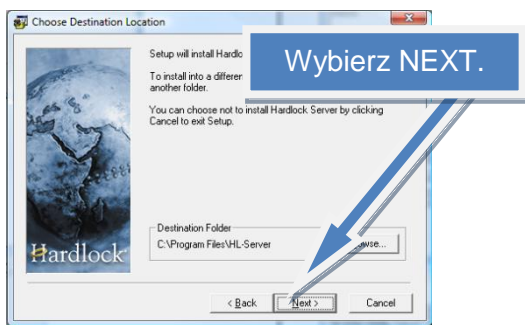 Choose Destination Location
Wybierz NEXT.
Setup will install Hardlo
To install into a differen
another folder.
You can choose not to install Hardlock Server by clicking
Cancel to exit Setup.
Hardlock
Destination Folder
C:\Program Files\HL-Server
owse...
< Back
Next >
Cancel